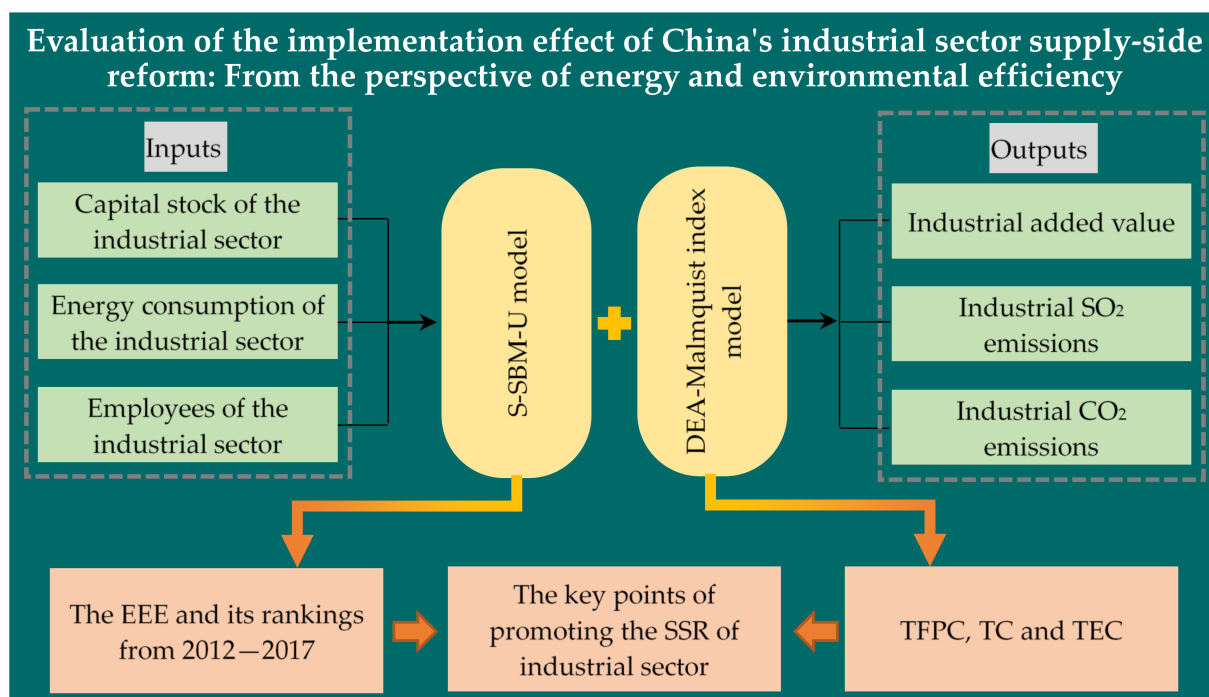 Evaluation of the implementation effect of China's industrial sector supply-side
reform: From the perspective of energy and environmental efficiency
Inputs
Capital stock of the
industrial sector
Energy consumption of
the industrial sector
Employees of the
industrial sector
S-SBM-U model
DEA-Malmquist index
model
Outputs
Industrial added value
Industrial SO₂
emissions
Industrial CO₂
emissions
The EEE and its rankings
from 2012—2017
The key points of
promoting the SSR of
industrial sector
TFPC, TC and TEC